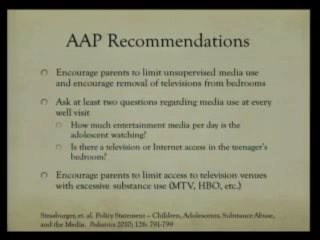 AAP Recommendations
Encourage parents to limit unsupervised media use
and encourage removal of televisions from bedrooms
Ask at least two questions regarding media use at every
well visit
How much entertainment media per day is the
adolescent watching?
Is there a television or Internet access in the teenager's
bedroom?
Encourage parents to limit access to television venues
with excessive substance use (MTV, HBO, etc.)
Strasburger, et. al. Policy Statement – Children, Adolescents, Substance Abuse,
and the Media. Pediatrics 2010; 126: 791-799